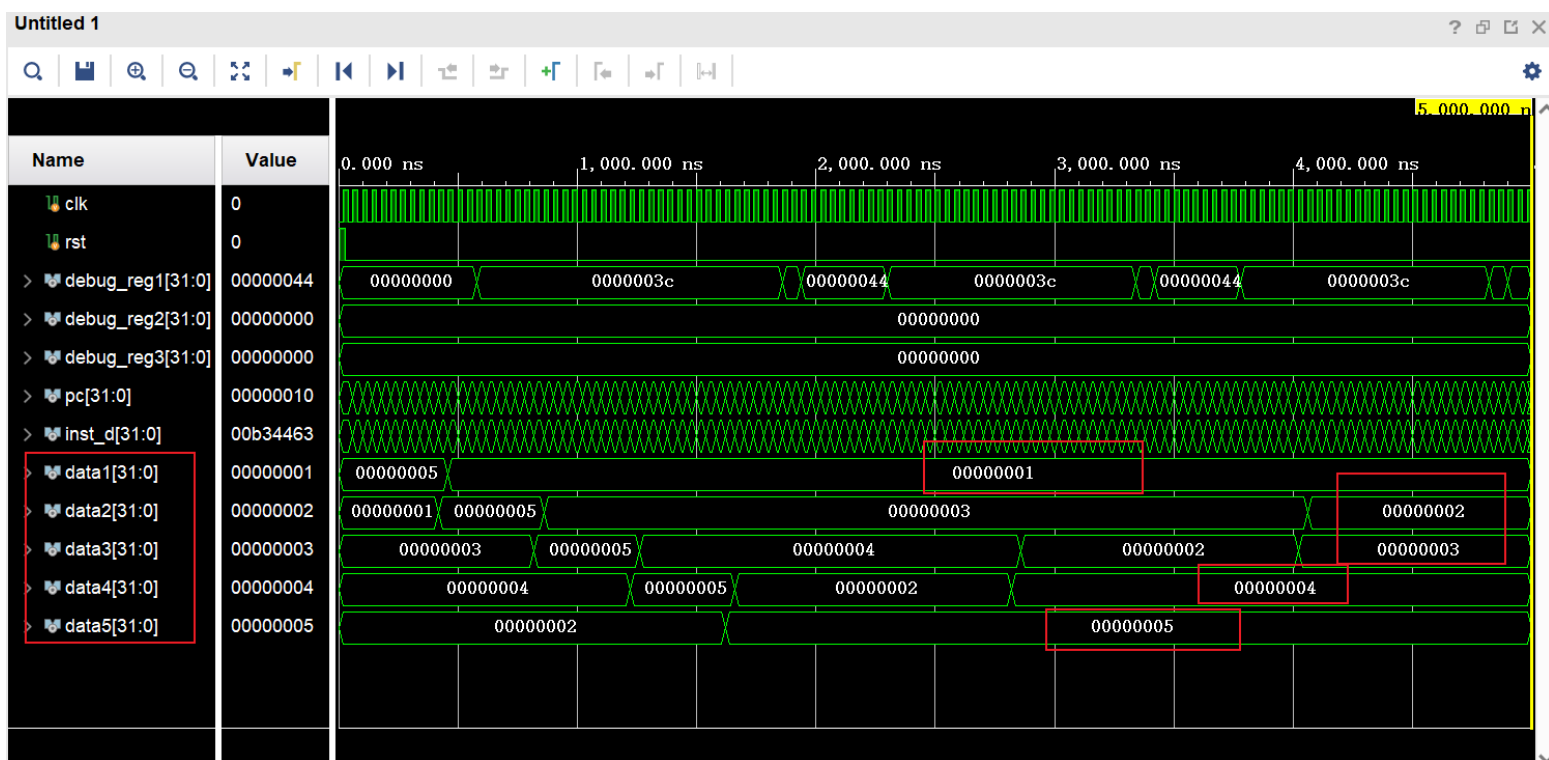 Untitled 1
5,000.000 n
Name Value
0.000 ns 1,000.000 ns 2,000.000 ns 3,000.000 ns 4,000.000 ns
clk 0
rst 0
debug_reg1[31:0] 00000044 00000000 0000003c 00000044 0000003c 00000044 0000003c
debug_reg2[31:0] 00000000 00000000
debug_reg3[31:0] 00000000 00000000
pc[31:0] 00000010
inst_d[31:0] 00b34463
data1[31:0] 00000001 00000005 00000001
data2[31:0] 00000002 00000001 00000005 00000003 00000002
data3[31:0] 00000003 00000003 00000005 00000004 00000002 00000003
data4[31:0] 00000004 00000004 00000005 00000002 00000004
data5[31:0] 00000005 00000002 00000005